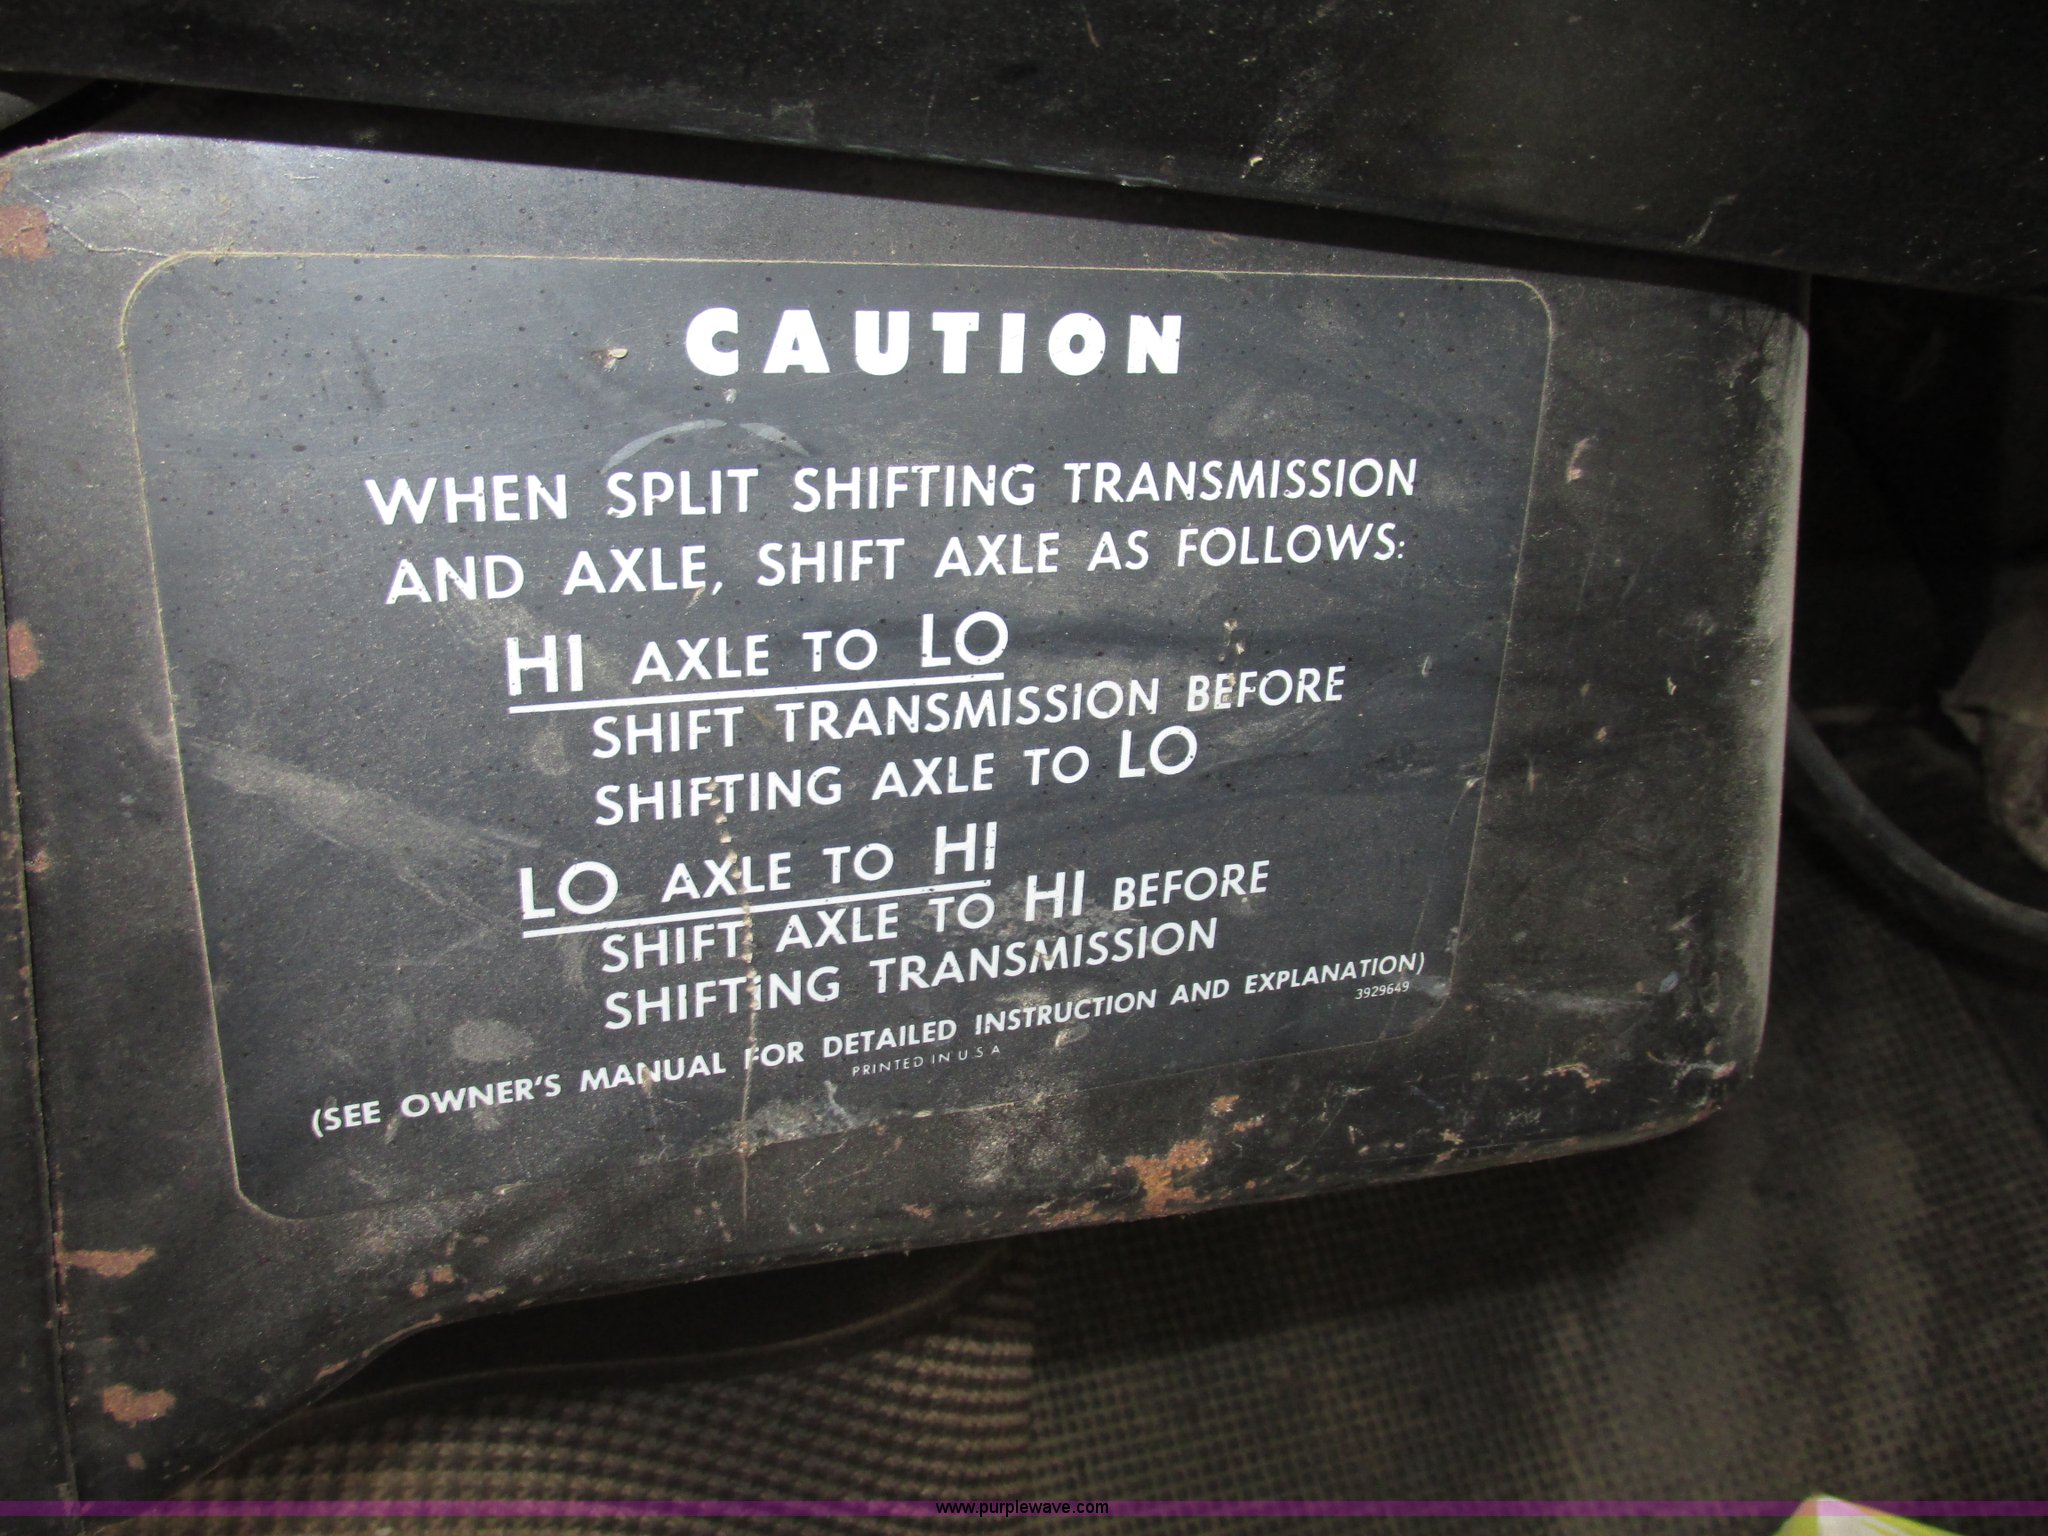 CAUTION
WHEN SPLIT SHIFTING TRANSMISSION
AND AXLE, SHIFT AXLE AS FOLLOWS:
HI AXLE TO LO
SHIFT TRANSMISSION BEFORE
SHIFTING AXLE TO LO
LO AXLE TO HI
SHIFT AXLE TO HI BEFORE
SHIFTING TRANSMISSION
(SEE OWNER'S MANUAL FOR DETAILED INSTRUCTION AND EXPLANATION)
PRINTED IN U.S.A
3929649
www.purplewave.com